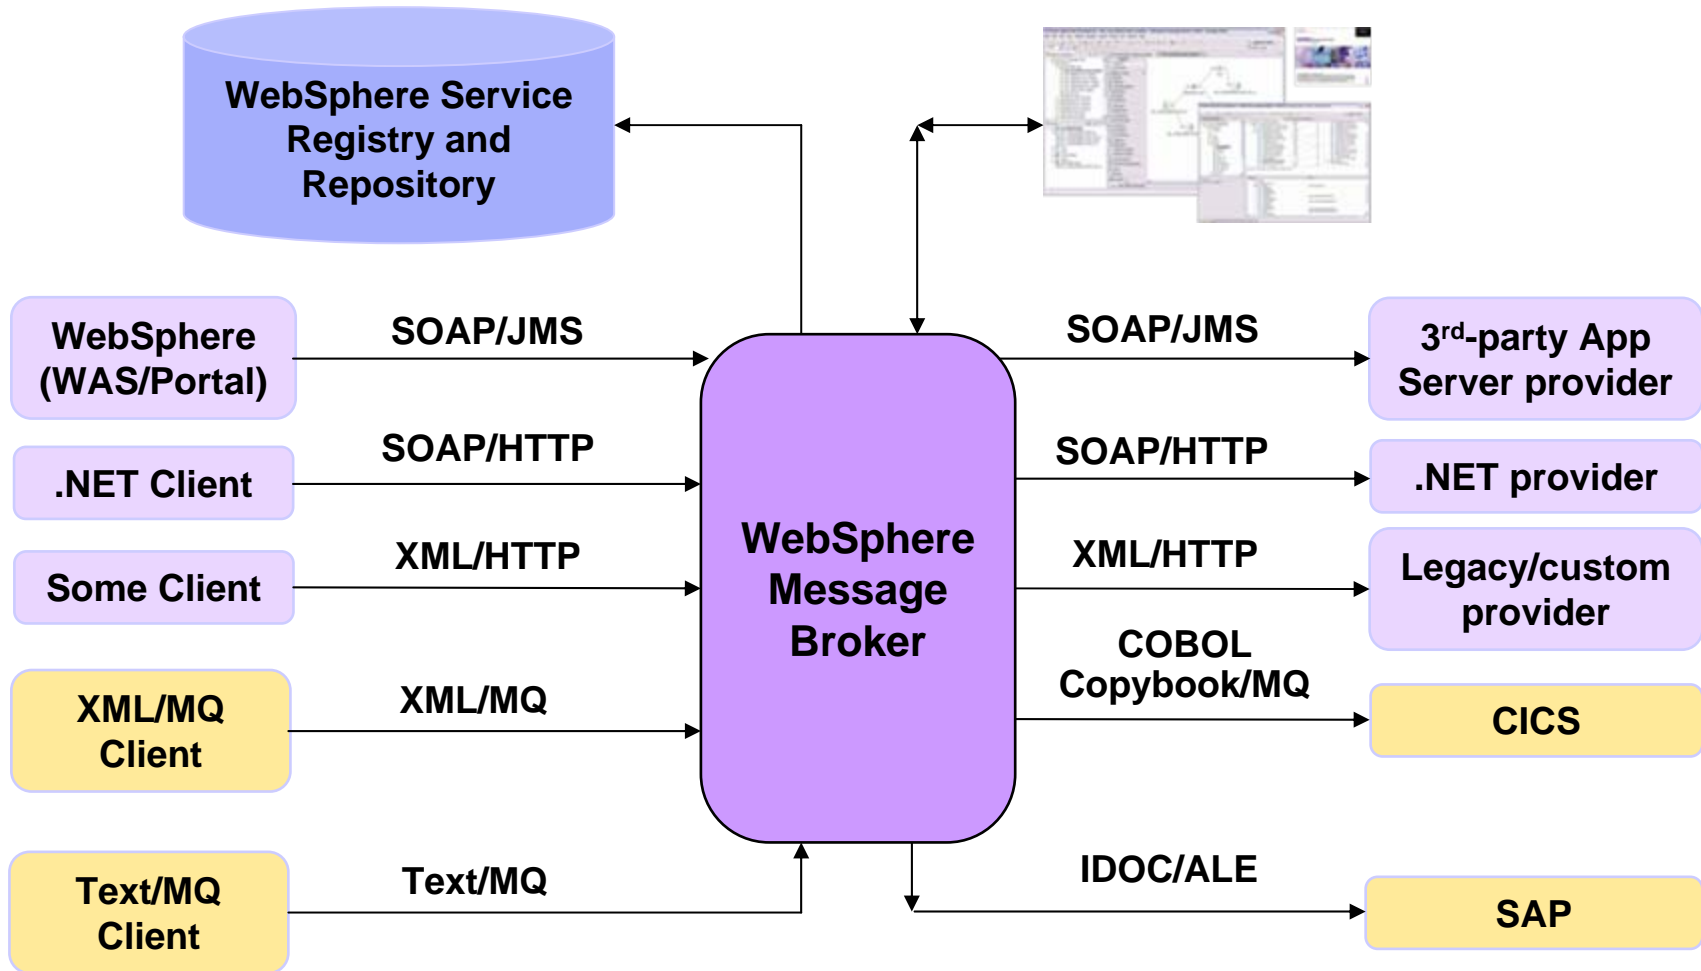 WebSphere Service
Registry and
Repository
WebSphere
(WAS/Portal)
SOAP/JMS
SOAP/JMS
3rd-party App
Server provider
.NET Client
SOAP/HTTP
SOAP/HTTP
.NET provider
Some Client
XML/HTTP
WebSphere
Message
Broker
XML/HTTP
Legacy/custom
provider
XML/MQ
Client
XML/MQ
COBOL
Copybook/MQ
CICS
Text/MQ
Client
Text/MQ
IDOC/ALE
SAP